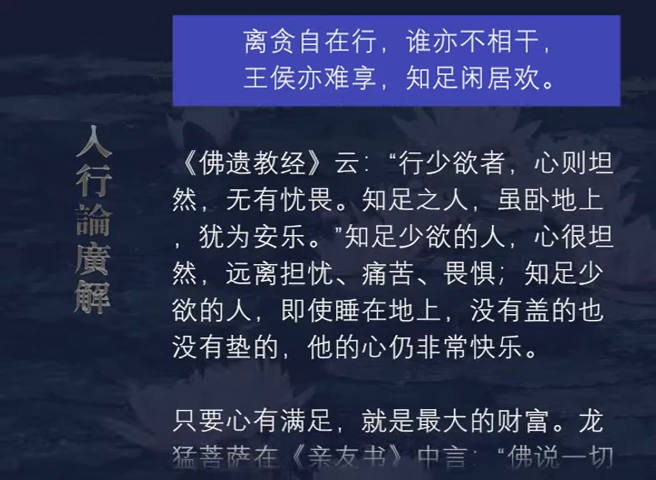 离贪自在行，谁亦不相干，
王侯亦难享，知足闲居欢。
入行論廣解
《佛遗教经》云：“行少欲者，心则坦
然，无有忧畏。知足之人，虽卧地上
，犹为安乐。”知足少欲的人，心很坦
然，远离担忧、痛苦、畏惧；知足少
欲的人，即使睡在地上，没有盖的也
没有垫的，他的心仍非常快乐。
只要心有满足，就是最大的财富。龙
猛菩萨在《亲友书》中言：“佛说一切